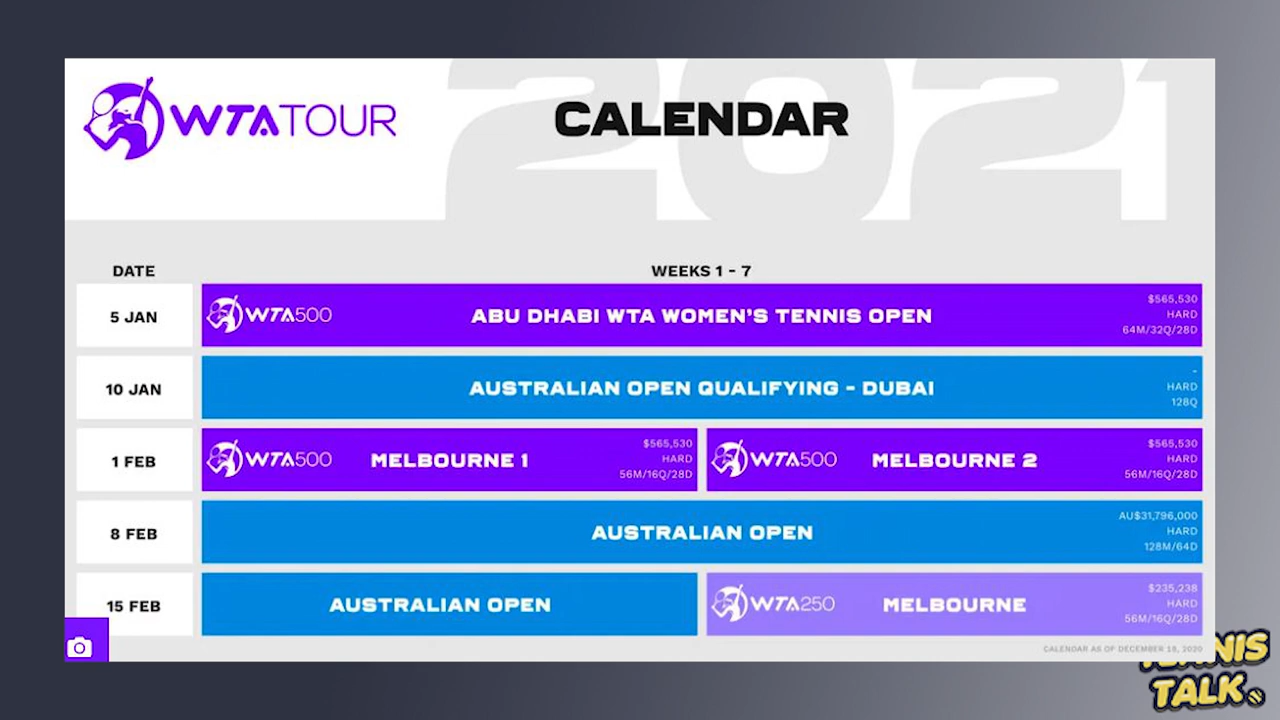 2021
WTATOUR
CALENDAR
DATE
WEEKS 1 - 7
5 JAN
WTA500
ABU DHABI WTA WOMEN'S TENNIS OPEN
$565,530
HARD
64M/32Q/28D
10 JAN
AUSTRALIAN OPEN QUALIFYING - DUBAI
-
HARD
128Q
1 FEB
WTA500
MELBOURNE 1
$565,530
HARD
56M/16Q/28D
WTA500
MELBOURNE 2
$565,530
HARD
56M/16Q/28D
8 FEB
AUSTRALIAN OPEN
AU$31,796,000
HARD
128M/64D
15 FEB
AUSTRALIAN OPEN
WTA250
MELBOURNE
$235,238
HARD
56M/16Q/28D
CALENDAR AS OF DECEMBER 18, 2020
TENNIS
TALK